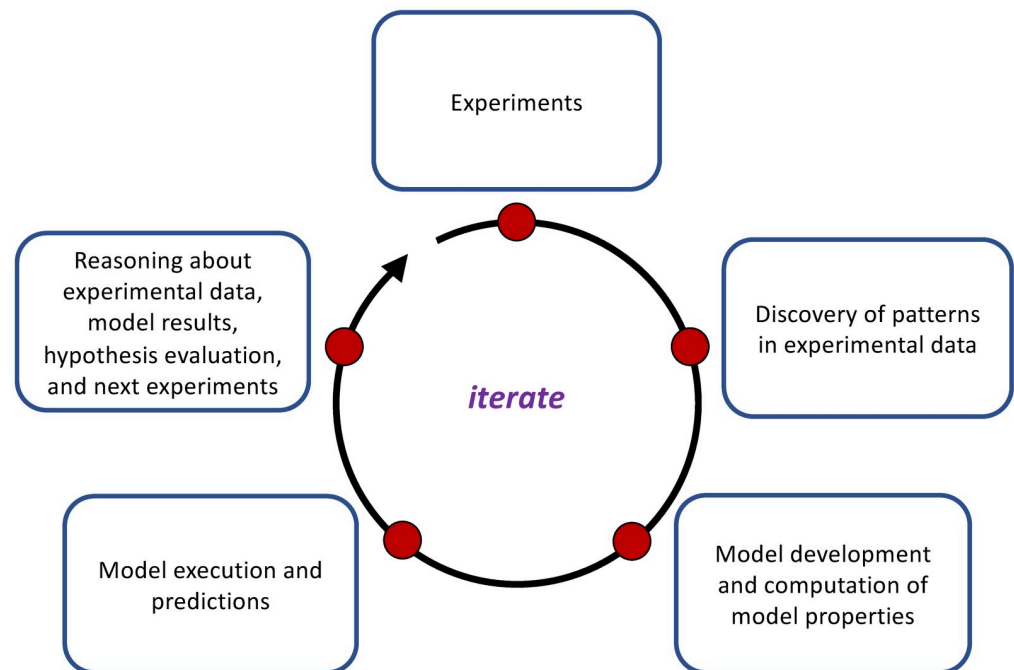 Experiments
Discovery of patterns
in experimental data
Model development
and computation of
model properties
Model execution and
predictions
Reasoning about
experimental data,
model results,
hypothesis evaluation,
and next experiments
iterate